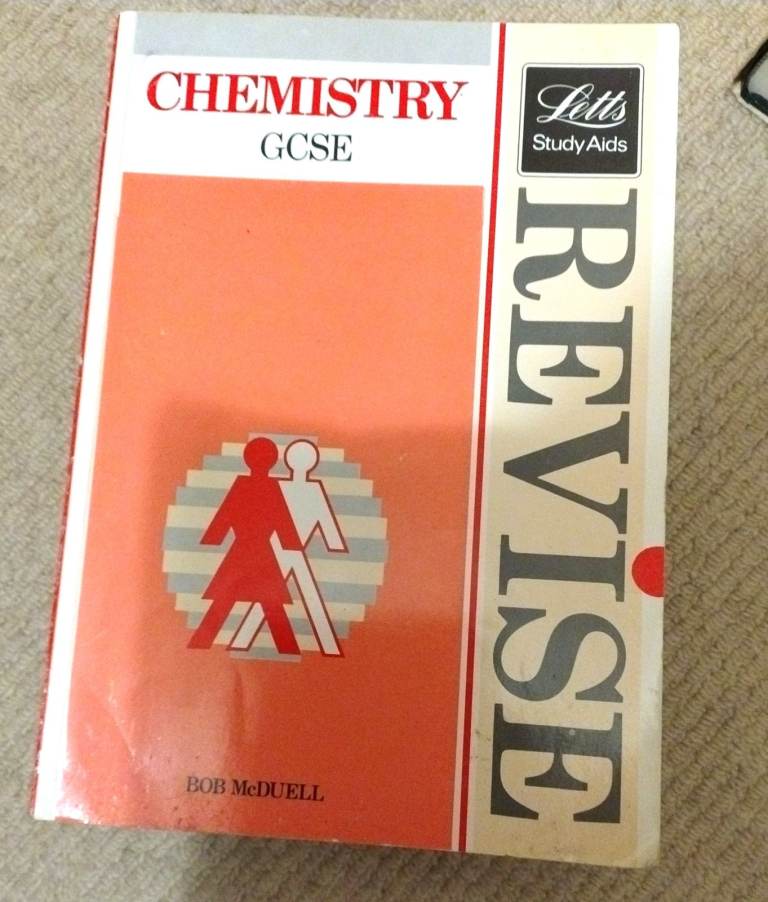 CHEMISTRY
GCSE
Letts
Study Aids
REVISE
BOB McDUELL